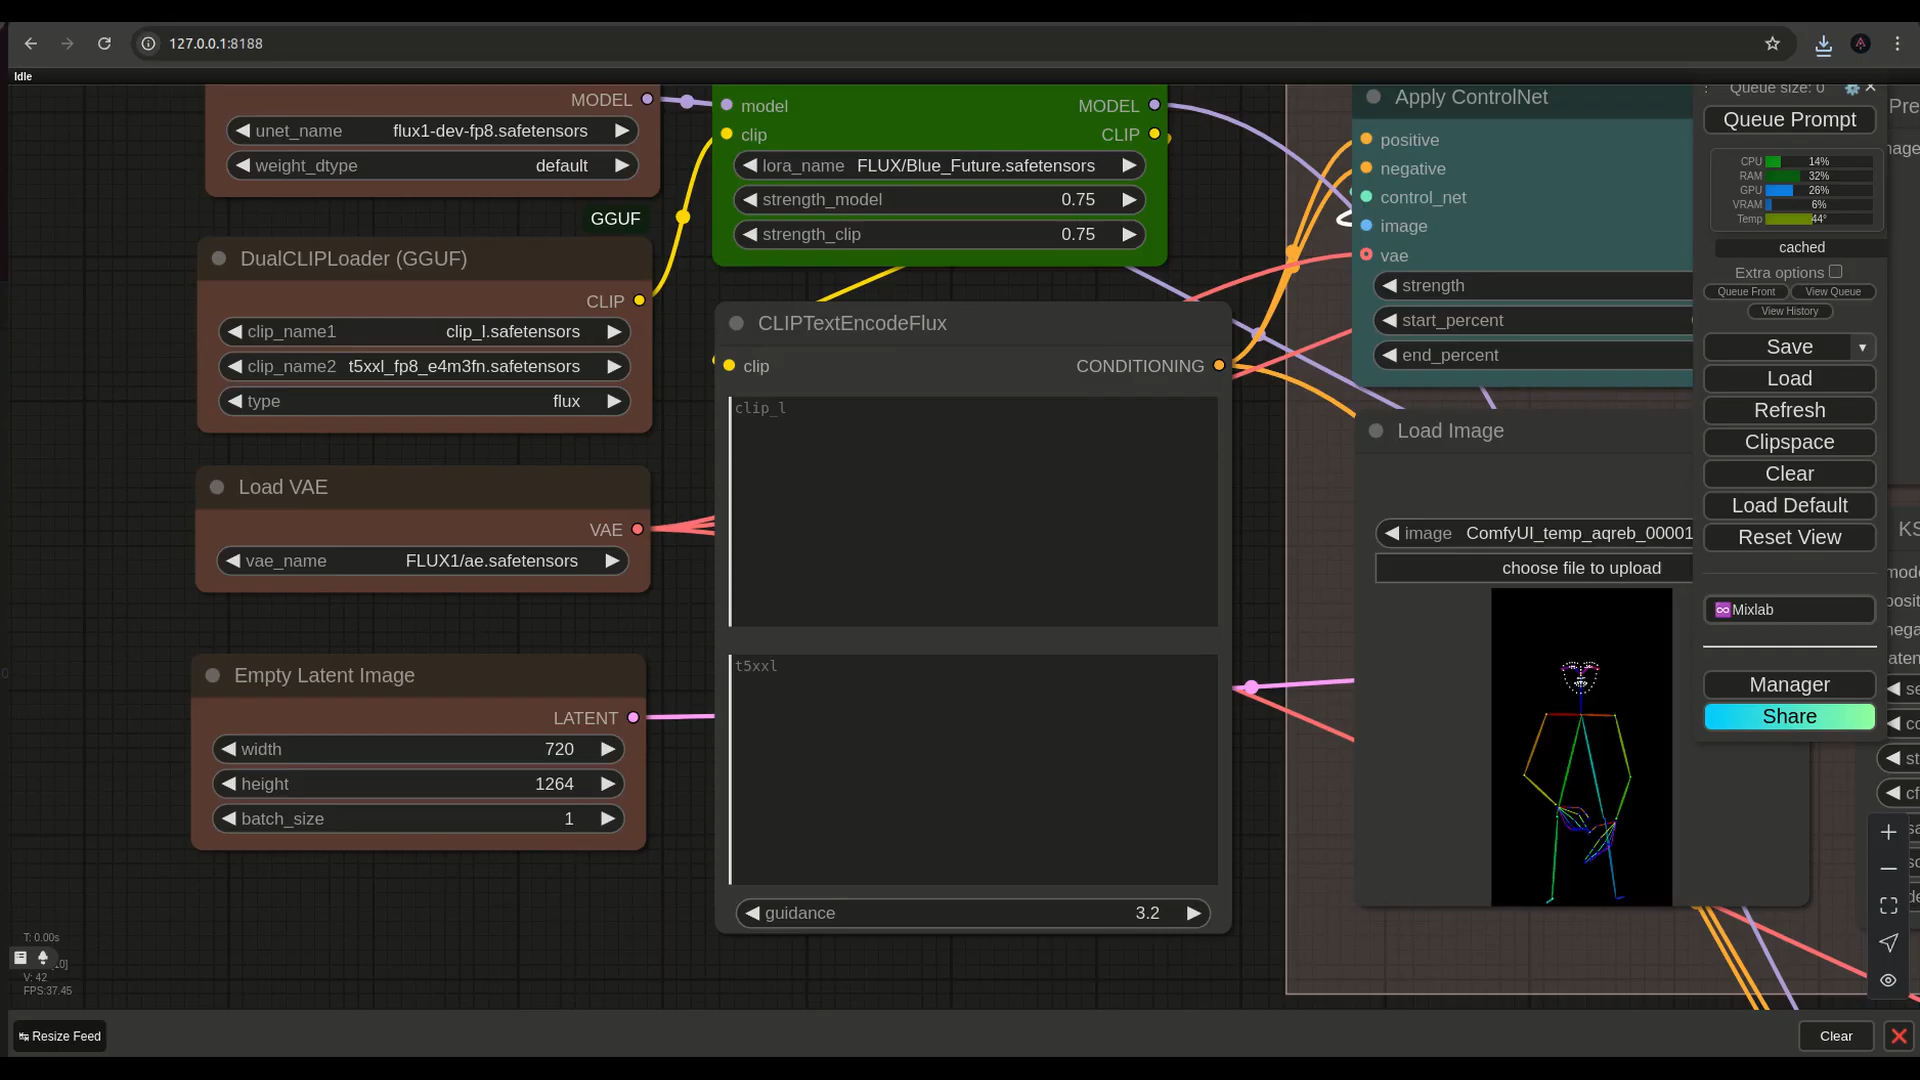 127.0.0.1:8188
Idle
MODEL
unet_name flux1-dev-fp8.safetensors
weight_dtype default
GGUF
DualCLIPLoader (GGUF)
CLIP
clip_name1 clip_l.safetensors
clip_name2 t5xxl_fp8_e4m3fn.safetensors
type flux
Load VAE
VAE
vae_name FLUX1/ae.safetensors
Empty Latent Image
LATENT
width 720
height 1264
batch_size 1
model MODEL
clip CLIP
lora_name FLUX/Blue_Future.safetensors
strength_model 0.75
strength_clip 0.75
CLIPTextEncodeFlux
clip CONDITIONING
clip_l
t5xxl
guidance 3.2
Apply ControlNet
positive
negative
control_net
image
vae
strength
start_percent
end_percent
Load Image
image ComfyUI_temp_aqreb_00001
choose file to upload
Queue size: 0
Queue Prompt
CPU 14%
RAM 32%
GPU 26%
VRAM 6%
Temp 44°
cached
Extra options
Queue Front View Queue
View History
Save
Load
Refresh
Clipspace
Clear
Load Default
Reset View
Mixlab
Manager
Share
T: 0.00s
V: 42
FPS:37.45
Resize Feed
Clear